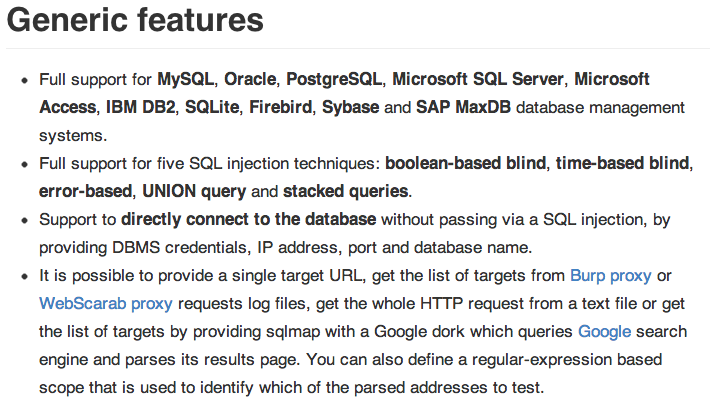 Generic features
Full support for MySQL, Oracle, PostgreSQL, Microsoft SQL Server, Microsoft
Access, IBM DB2, SQLite, Firebird, Sybase and SAP MaxDB database management
systems.
Full support for five SQL injection techniques: boolean-based blind, time-based blind,
error-based, UNION query and stacked queries.
Support to directly connect to the database without passing via a SQL injection, by
providing DBMS credentials, IP address, port and database name.
It is possible to provide a single target URL, get the list of targets from Burp proxy or
WebScarab proxy requests log files, get the whole HTTP request from a text file or get
the list of targets by providing sqlmap with a Google dork which queries Google search
engine and parses its results page. You can also define a regular-expression based
scope that is used to identify which of the parsed addresses to test.